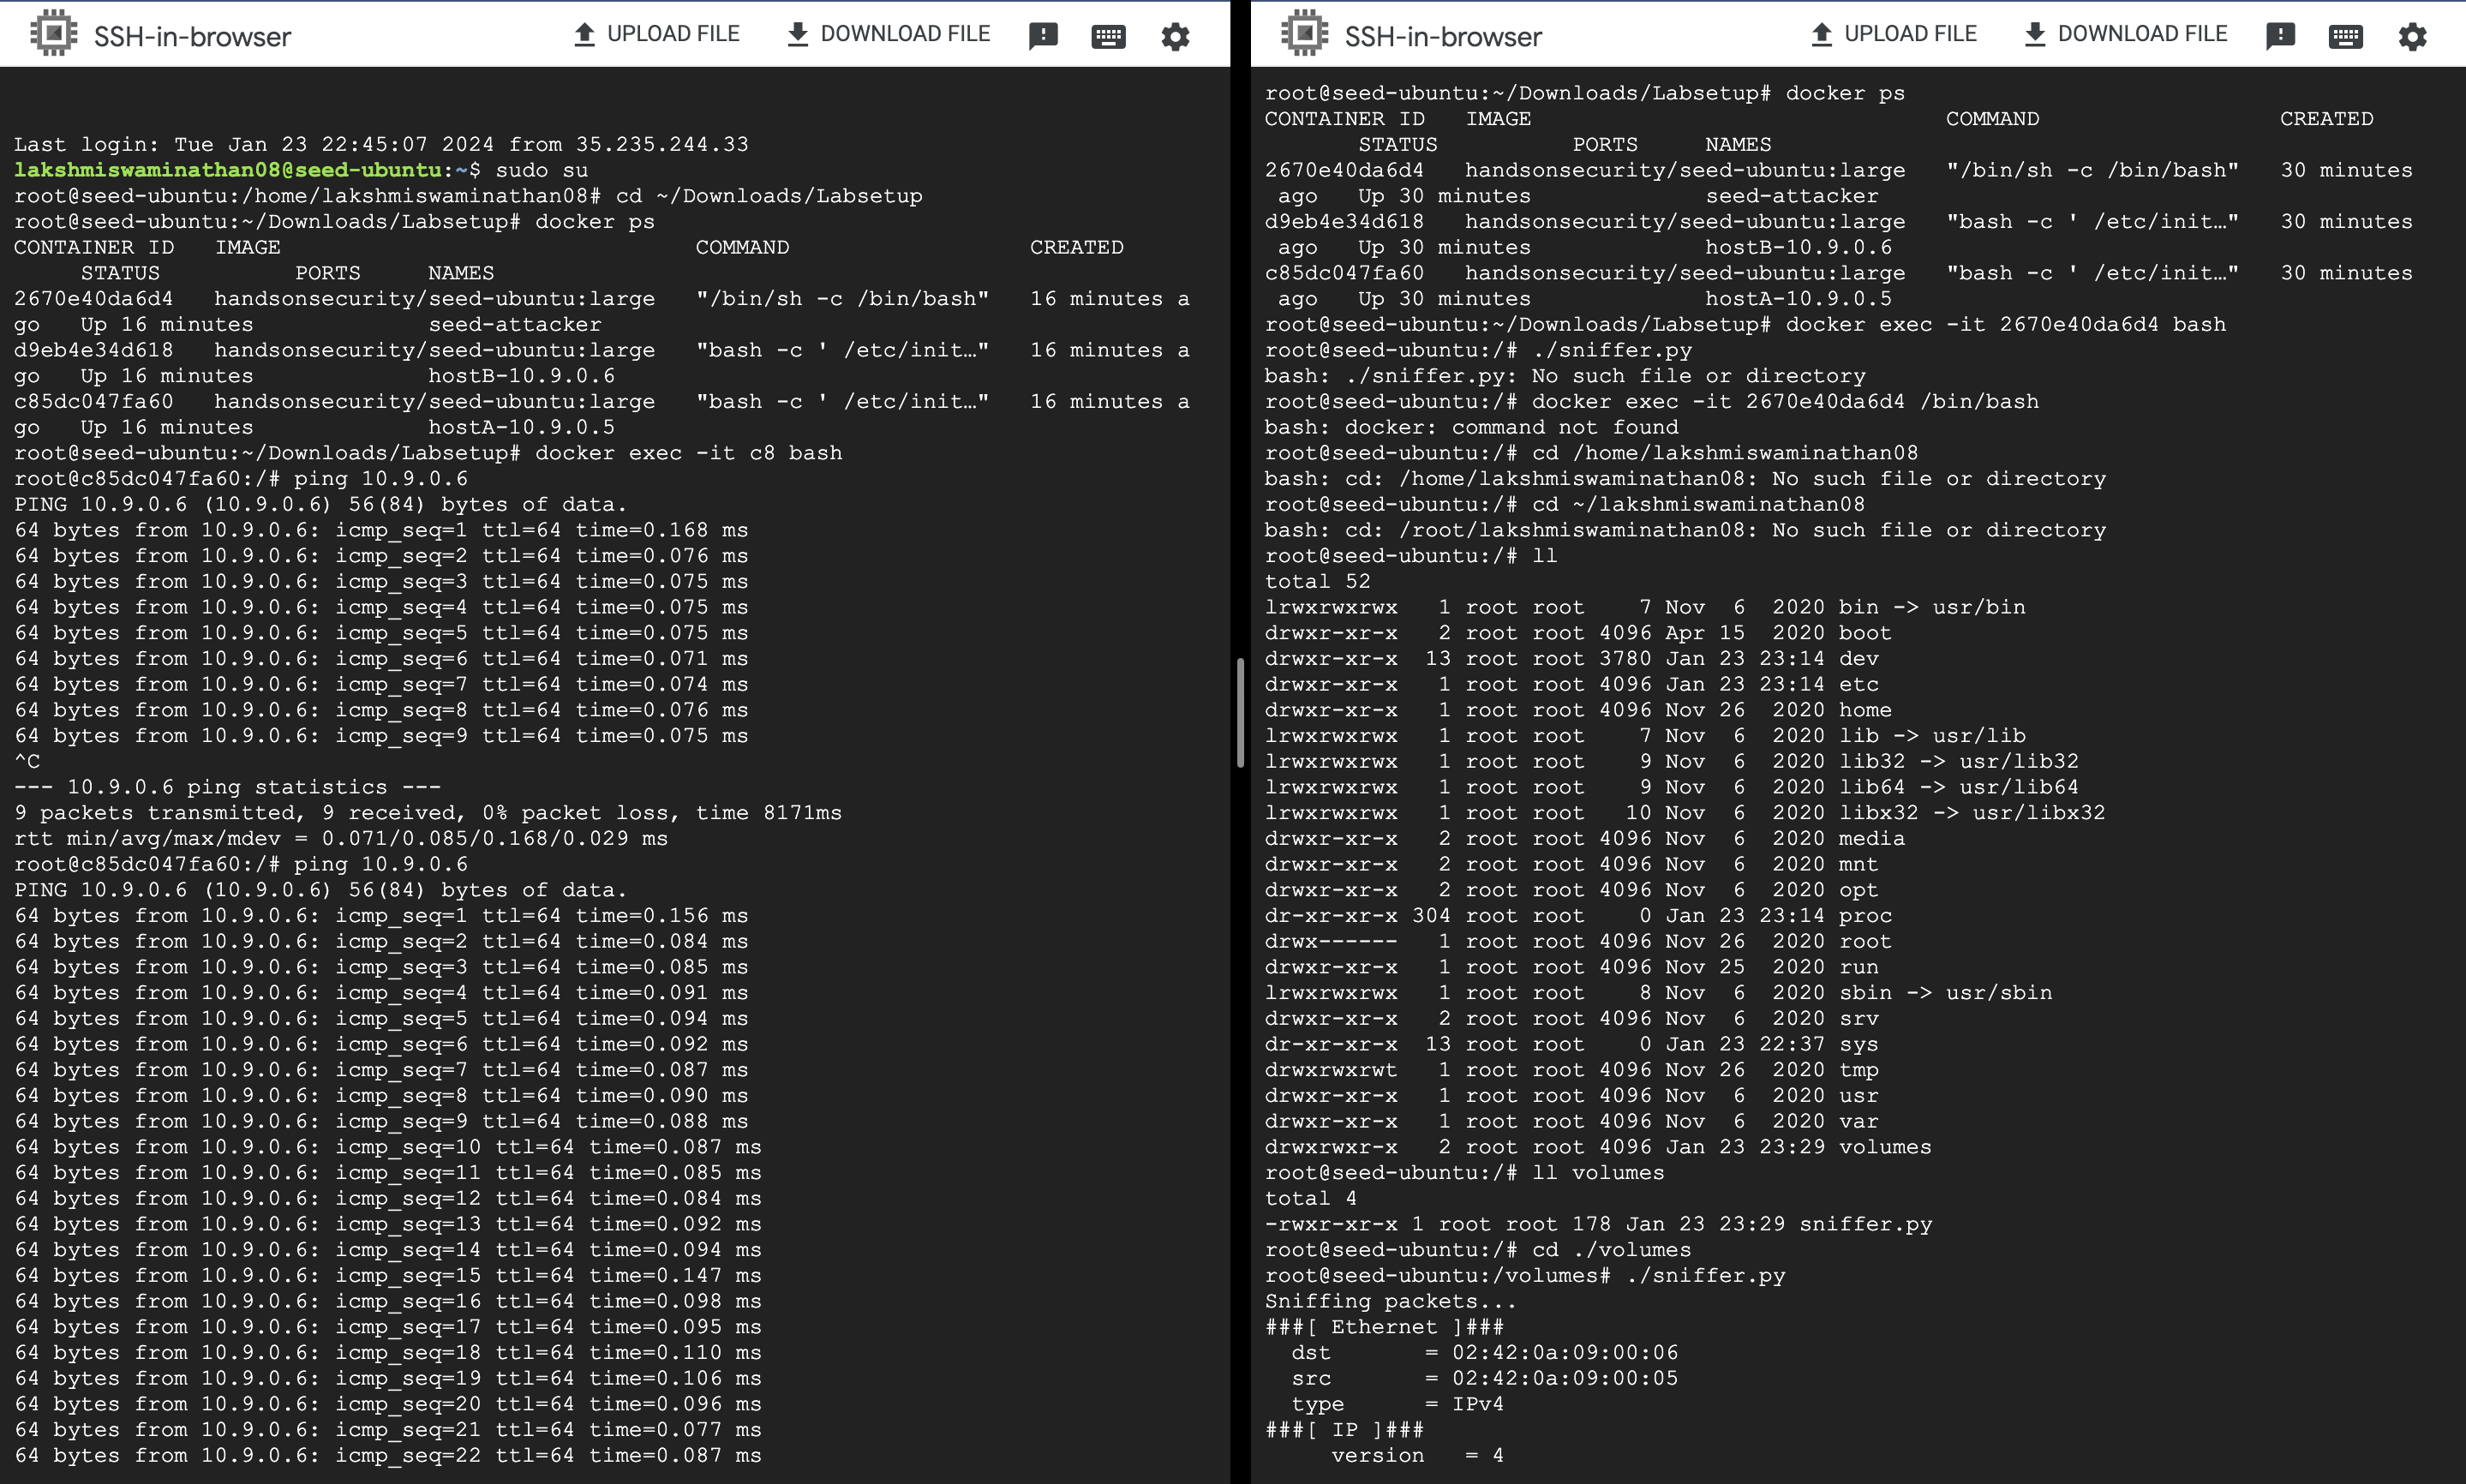 SSH-in-browser UPLOAD FILE DOWNLOAD FILE
Last login: Tue Jan 23 22:45:07 2024 from 35.235.244.33
lakshmiswaminathan08@seed-ubuntu:~$ sudo su
root@seed-ubuntu:/home/lakshmiswaminathan08# cd ~/Downloads/Labsetup
root@seed-ubuntu:~/Downloads/Labsetup# docker ps
CONTAINER ID   IMAGE                               COMMAND                  CREATED
     STATUS          PORTS     NAMES
2670e40da6d4   handsonsecurity/seed-ubuntu:large   "/bin/sh -c /bin/bash"   16 minutes a
go   Up 16 minutes             seed-attacker
d9eb4e34d618   handsonsecurity/seed-ubuntu:large   "bash -c ' /etc/init…"   16 minutes a
go   Up 16 minutes             hostB-10.9.0.6
c85dc047fa60   handsonsecurity/seed-ubuntu:large   "bash -c ' /etc/init…"   16 minutes a
go   Up 16 minutes             hostA-10.9.0.5
root@seed-ubuntu:~/Downloads/Labsetup# docker exec -it c8 bash
root@c85dc047fa60:/# ping 10.9.0.6
PING 10.9.0.6 (10.9.0.6) 56(84) bytes of data.
64 bytes from 10.9.0.6: icmp_seq=1 ttl=64 time=0.168 ms
64 bytes from 10.9.0.6: icmp_seq=2 ttl=64 time=0.076 ms
64 bytes from 10.9.0.6: icmp_seq=3 ttl=64 time=0.075 ms
64 bytes from 10.9.0.6: icmp_seq=4 ttl=64 time=0.075 ms
64 bytes from 10.9.0.6: icmp_seq=5 ttl=64 time=0.075 ms
64 bytes from 10.9.0.6: icmp_seq=6 ttl=64 time=0.071 ms
64 bytes from 10.9.0.6: icmp_seq=7 ttl=64 time=0.074 ms
64 bytes from 10.9.0.6: icmp_seq=8 ttl=64 time=0.076 ms
64 bytes from 10.9.0.6: icmp_seq=9 ttl=64 time=0.075 ms
^C
--- 10.9.0.6 ping statistics ---
9 packets transmitted, 9 received, 0% packet loss, time 8171ms
rtt min/avg/max/mdev = 0.071/0.085/0.168/0.029 ms
root@c85dc047fa60:/# ping 10.9.0.6
PING 10.9.0.6 (10.9.0.6) 56(84) bytes of data.
64 bytes from 10.9.0.6: icmp_seq=1 ttl=64 time=0.156 ms
64 bytes from 10.9.0.6: icmp_seq=2 ttl=64 time=0.084 ms
64 bytes from 10.9.0.6: icmp_seq=3 ttl=64 time=0.085 ms
64 bytes from 10.9.0.6: icmp_seq=4 ttl=64 time=0.091 ms
64 bytes from 10.9.0.6: icmp_seq=5 ttl=64 time=0.094 ms
64 bytes from 10.9.0.6: icmp_seq=6 ttl=64 time=0.092 ms
64 bytes from 10.9.0.6: icmp_seq=7 ttl=64 time=0.087 ms
64 bytes from 10.9.0.6: icmp_seq=8 ttl=64 time=0.090 ms
64 bytes from 10.9.0.6: icmp_seq=9 ttl=64 time=0.088 ms
64 bytes from 10.9.0.6: icmp_seq=10 ttl=64 time=0.087 ms
64 bytes from 10.9.0.6: icmp_seq=11 ttl=64 time=0.085 ms
64 bytes from 10.9.0.6: icmp_seq=12 ttl=64 time=0.084 ms
64 bytes from 10.9.0.6: icmp_seq=13 ttl=64 time=0.092 ms
64 bytes from 10.9.0.6: icmp_seq=14 ttl=64 time=0.094 ms
64 bytes from 10.9.0.6: icmp_seq=15 ttl=64 time=0.147 ms
64 bytes from 10.9.0.6: icmp_seq=16 ttl=64 time=0.098 ms
64 bytes from 10.9.0.6: icmp_seq=17 ttl=64 time=0.095 ms
64 bytes from 10.9.0.6: icmp_seq=18 ttl=64 time=0.110 ms
64 bytes from 10.9.0.6: icmp_seq=19 ttl=64 time=0.106 ms
64 bytes from 10.9.0.6: icmp_seq=20 ttl=64 time=0.096 ms
64 bytes from 10.9.0.6: icmp_seq=21 ttl=64 time=0.077 ms
64 bytes from 10.9.0.6: icmp_seq=22 ttl=64 time=0.087 ms
SSH-in-browser UPLOAD FILE DOWNLOAD FILE
root@seed-ubuntu:~/Downloads/Labsetup# docker ps
CONTAINER ID   IMAGE                               COMMAND                  CREATED
       STATUS          PORTS     NAMES
2670e40da6d4   handsonsecurity/seed-ubuntu:large   "/bin/sh -c /bin/bash"   30 minutes
 ago   Up 30 minutes             seed-attacker
d9eb4e34d618   handsonsecurity/seed-ubuntu:large   "bash -c ' /etc/init…"   30 minutes
 ago   Up 30 minutes             hostB-10.9.0.6
c85dc047fa60   handsonsecurity/seed-ubuntu:large   "bash -c ' /etc/init…"   30 minutes
 ago   Up 30 minutes             hostA-10.9.0.5
root@seed-ubuntu:~/Downloads/Labsetup# docker exec -it 2670e40da6d4 bash
root@seed-ubuntu:/# ./sniffer.py
bash: ./sniffer.py: No such file or directory
root@seed-ubuntu:/# docker exec -it 2670e40da6d4 /bin/bash
bash: docker: command not found
root@seed-ubuntu:/# cd /home/lakshmiswaminathan08
bash: cd: /home/lakshmiswaminathan08: No such file or directory
root@seed-ubuntu:/# cd ~/lakshmiswaminathan08
bash: cd: /root/lakshmiswaminathan08: No such file or directory
root@seed-ubuntu:/# ll
total 52
lrwxrwxrwx   1 root root    7 Nov  6  2020 bin -> usr/bin
drwxr-xr-x   2 root root 4096 Apr 15  2020 boot
drwxr-xr-x  13 root root 3780 Jan 23 23:14 dev
drwxr-xr-x   1 root root 4096 Jan 23 23:14 etc
drwxr-xr-x   1 root root 4096 Nov 26  2020 home
lrwxrwxrwx   1 root root    7 Nov  6  2020 lib -> usr/lib
lrwxrwxrwx   1 root root    9 Nov  6  2020 lib32 -> usr/lib32
lrwxrwxrwx   1 root root    9 Nov  6  2020 lib64 -> usr/lib64
lrwxrwxrwx   1 root root   10 Nov  6  2020 libx32 -> usr/libx32
drwxr-xr-x   2 root root 4096 Nov  6  2020 media
drwxr-xr-x   2 root root 4096 Nov  6  2020 mnt
drwxr-xr-x   2 root root 4096 Nov  6  2020 opt
dr-xr-xr-x 304 root root    0 Jan 23 23:14 proc
drwx------   1 root root 4096 Nov 26  2020 root
drwxr-xr-x   1 root root 4096 Nov 25  2020 run
lrwxrwxrwx   1 root root    8 Nov  6  2020 sbin -> usr/sbin
drwxr-xr-x   2 root root 4096 Nov  6  2020 srv
dr-xr-xr-x  13 root root    0 Jan 23 22:37 sys
drwxrwxrwt   1 root root 4096 Nov 26  2020 tmp
drwxr-xr-x   1 root root 4096 Nov  6  2020 usr
drwxr-xr-x   1 root root 4096 Nov  6  2020 var
drwxrwxr-x   2 root root 4096 Jan 23 23:29 volumes
root@seed-ubuntu:/# ll volumes
total 4
-rwxr-xr-x 1 root root 178 Jan 23 23:29 sniffer.py
root@seed-ubuntu:/# cd ./volumes
root@seed-ubuntu:/volumes# ./sniffer.py
Sniffing packets...
###[ Ethernet ]###
  dst       = 02:42:0a:09:00:06
  src       = 02:42:0a:09:00:05
  type      = IPv4
###[ IP ]###
     version   = 4